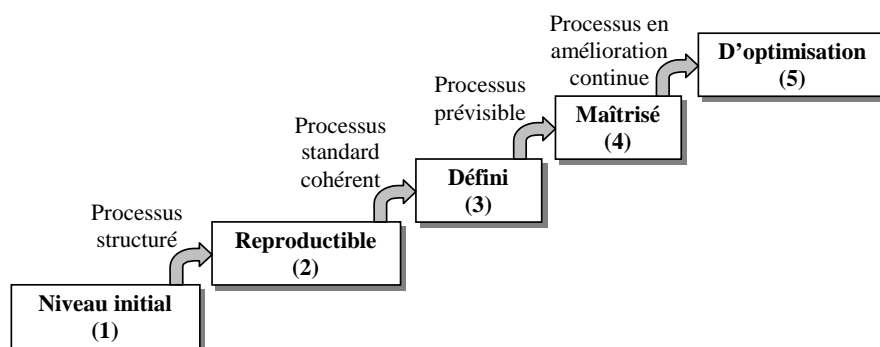 Processus en
amélioration
continue
D'optimisation
(5)
Processus
prévisible
Maîtrisé
(4)
Processus
standard
cohérent
Défini
(3)
Processus
structuré
Reproductible
(2)
Niveau initial
(1)